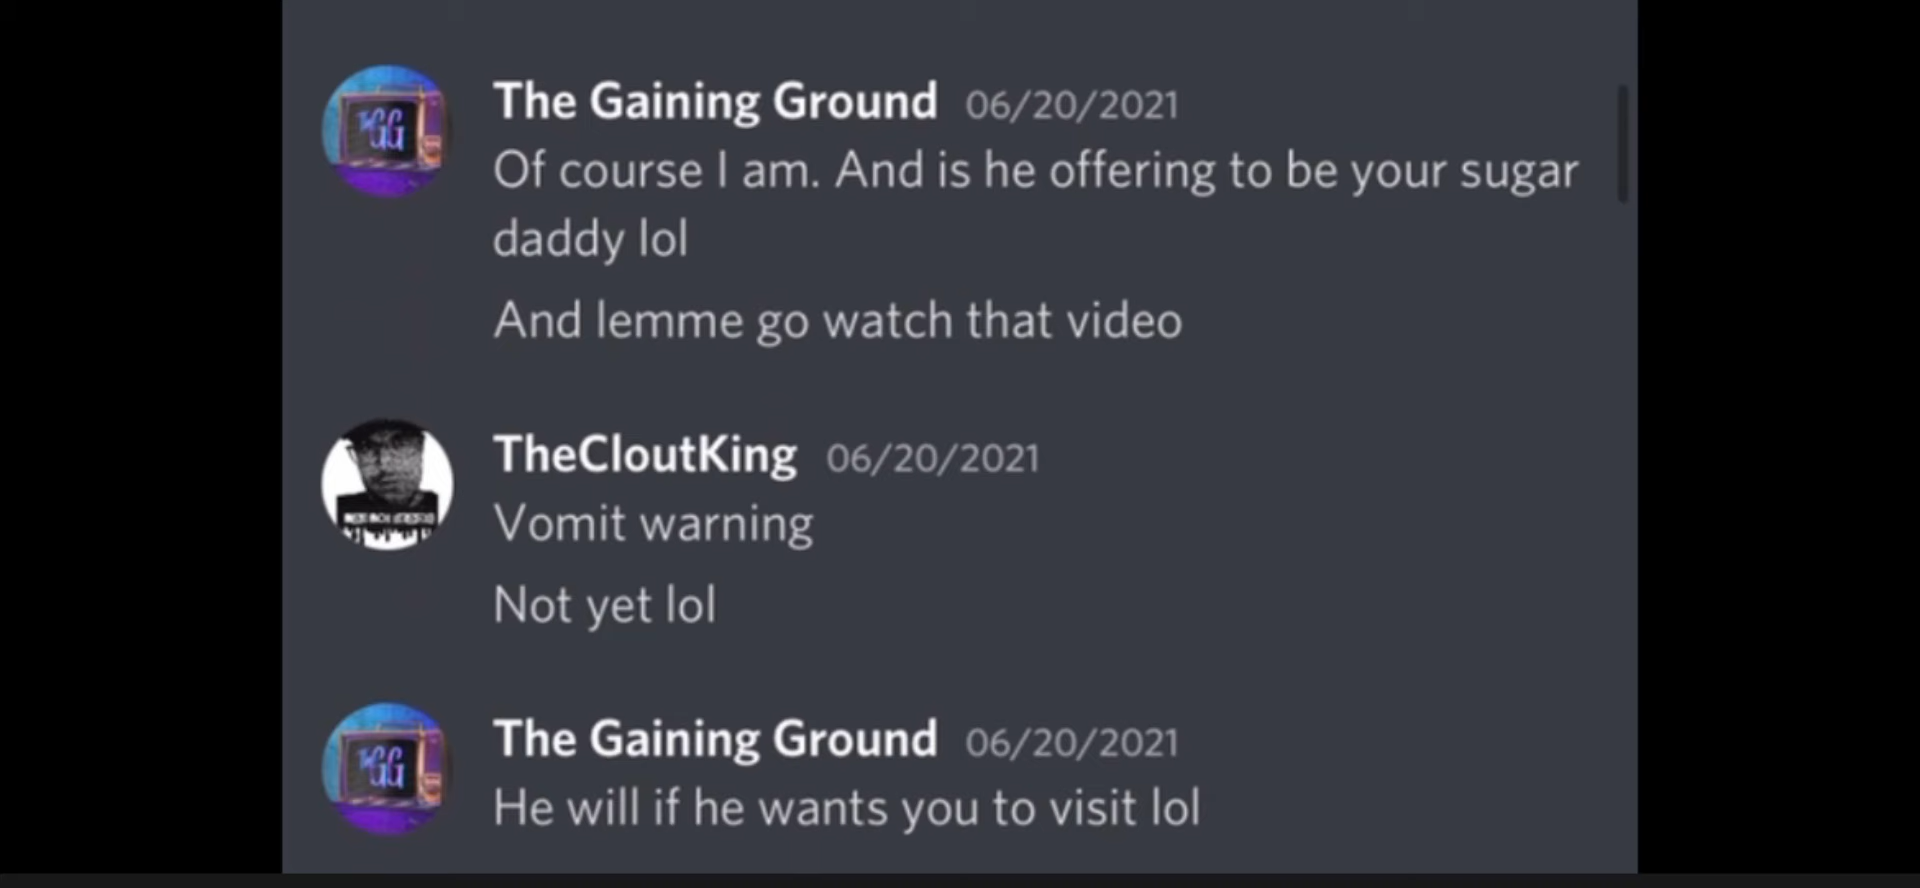 The Gaining Ground 06/20/2021
Of course I am. And is he offering to be your sugar
daddy lol
And lemme go watch that video
TheCloutKing 06/20/2021
Vomit warning
Not yet lol
The Gaining Ground 06/20/2021
He will if he wants you to visit lol